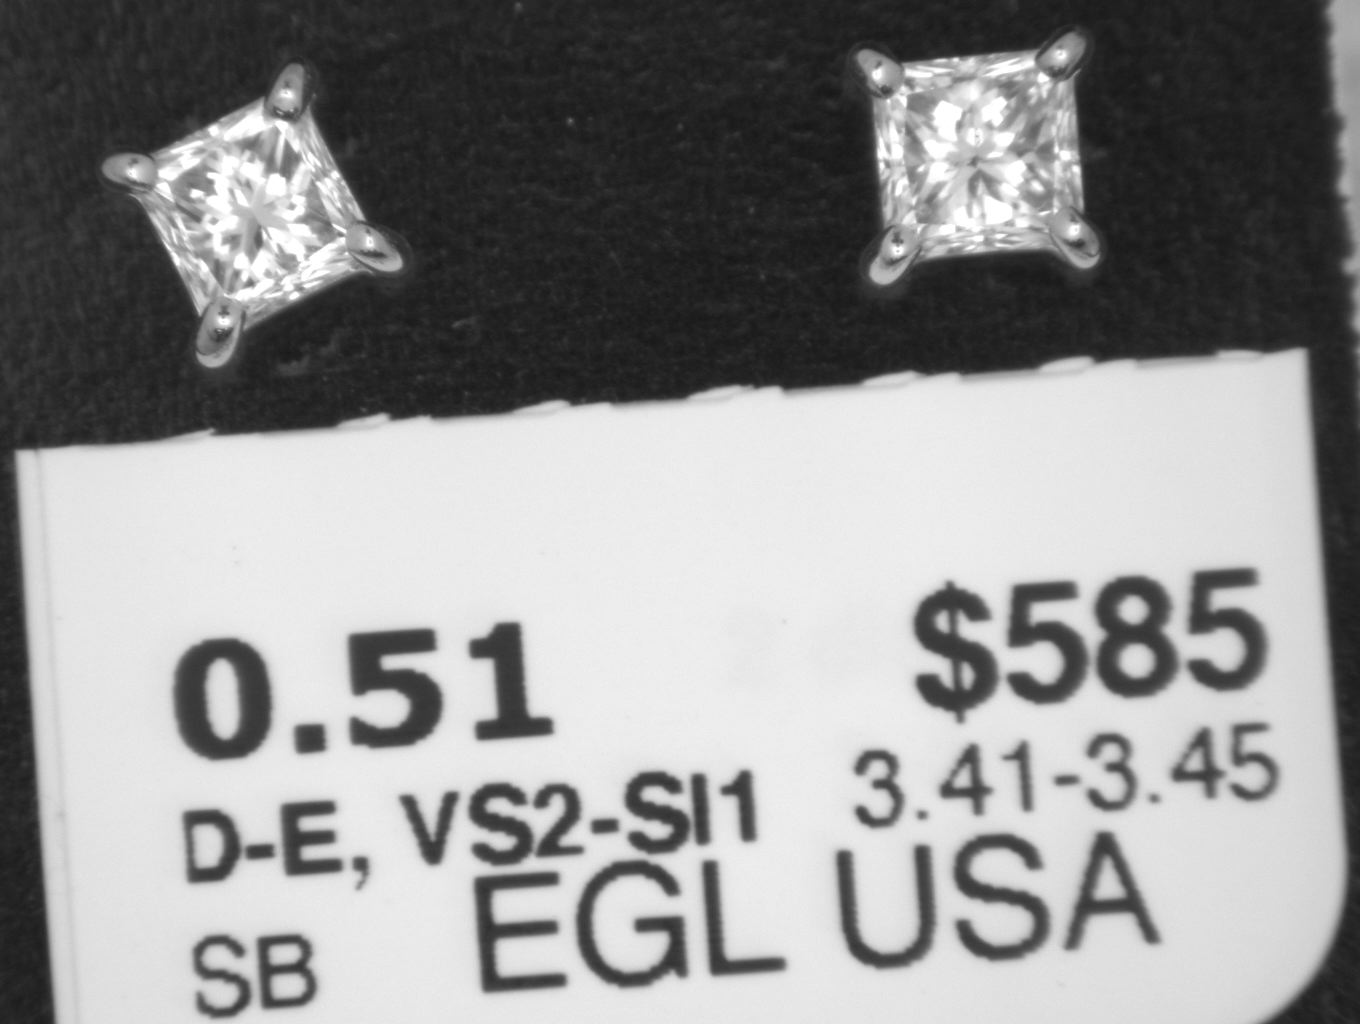 0.51 $585
D-E, VS2-SI1 3.41-3.45
EGL USA
SB